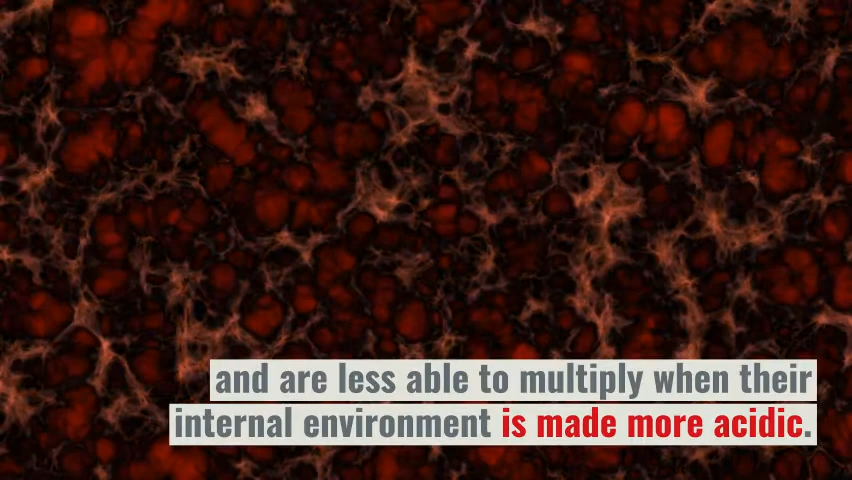 and are less able to multiply when their
internal environment is made more acidic.